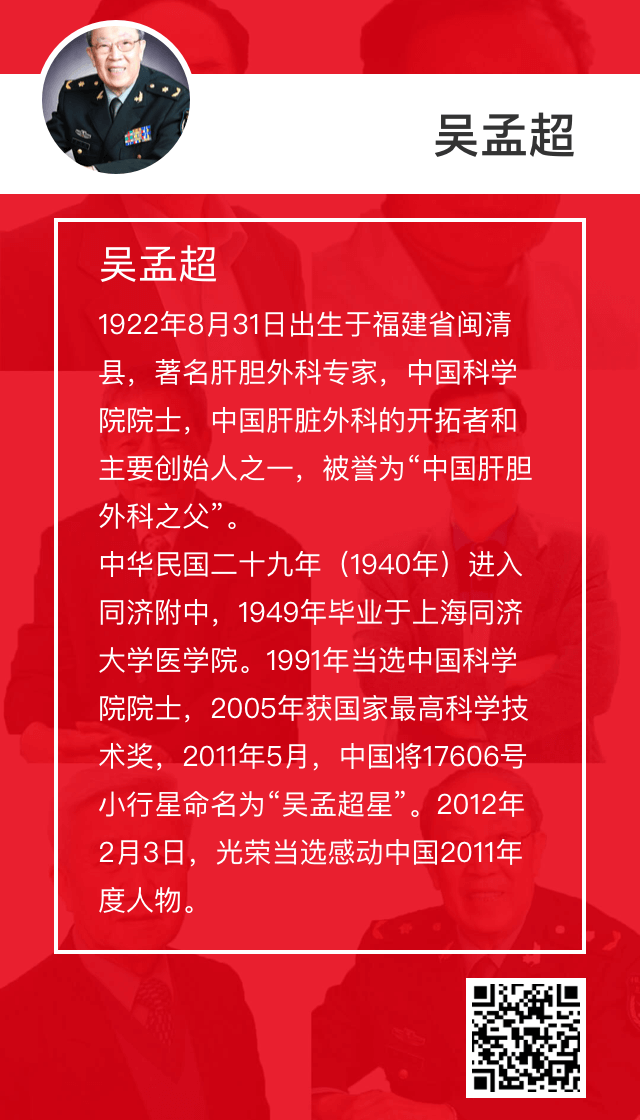 吴孟超
吴孟超
1922年8月31日出生于福建省闽清
县，著名肝胆外科专家，中国科学
院院士，中国肝脏外科的开拓者和
主要创始人之一，被誉为“中国肝胆
外科之父”。
中华民国二十九年（1940年）进入
同济附中，1949年毕业于上海同济
大学医学院。1991年当选中国科学
院院士，2005年获国家最高科学技
术奖，2011年5月，中国将17606号
小行星命名为“吴孟超星”。2012年
2月3日，光荣当选感动中国2011年
度人物。